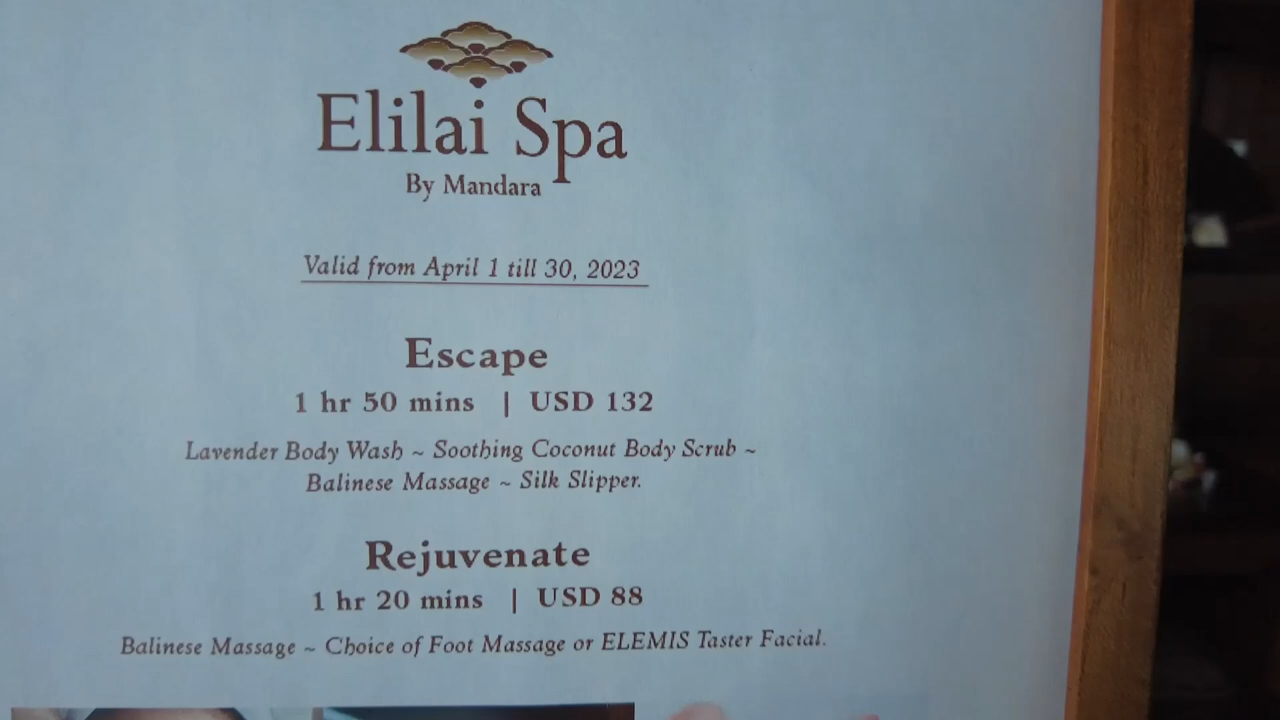 Elilai Spa
By Mandara
Valid from April 1 till 30, 2023
Escape
1 hr 50 mins | USD 132
Lavender Body Wash ~ Soothing Coconut Body Scrub ~
Balinese Massage ~ Silk Slipper.
Rejuvenate
1 hr 20 mins | USD 88
Balinese Massage ~ Choice of Foot Massage or ELEMIS Taster Facial.